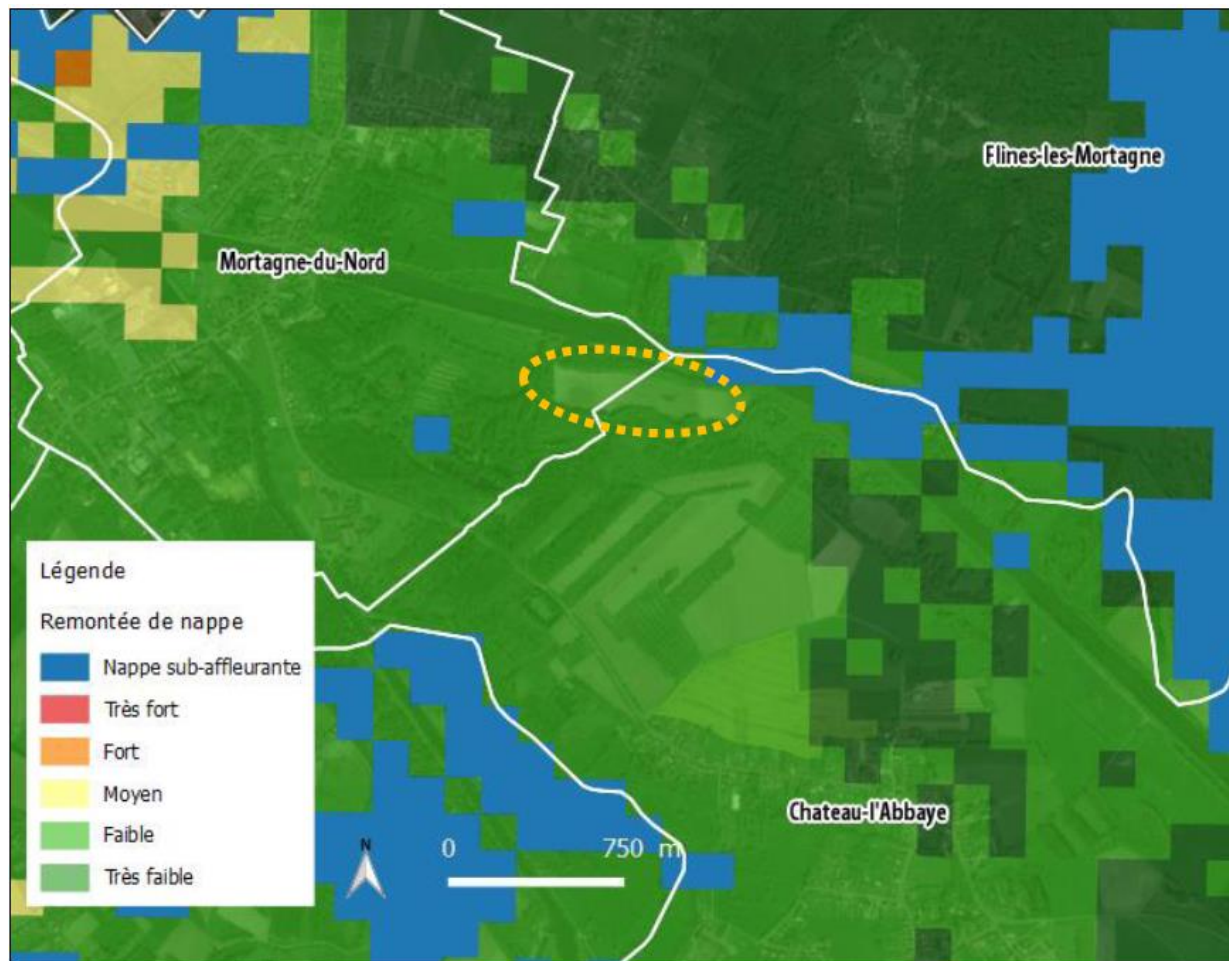 Flines-les-Mortagne
Mortagne-du-Nord
Légende
Remontée de nappe
Nappe sub-affleurante
Très fort
Fort
Moyen
Faible
Très faible
N
0 750 m
Chateau-l'Abbaye